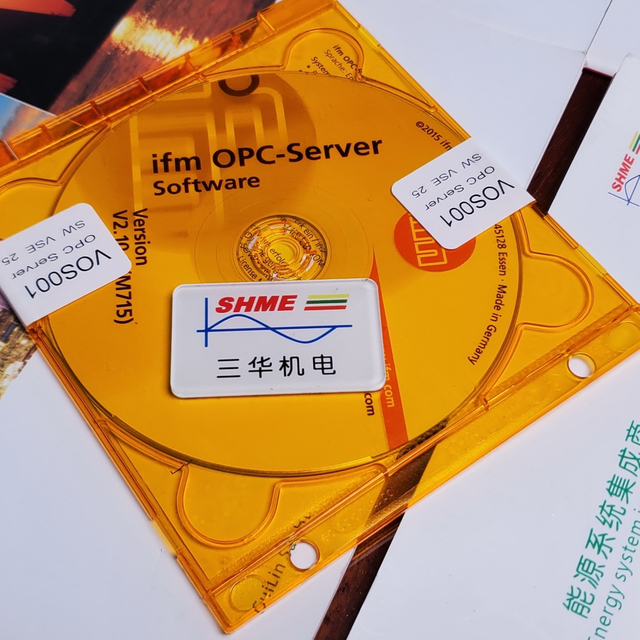 ifm OPC-Server
Software
Version
©2015 ifm
VOS001
OPC Server
SW VSE 25
VOS001
OPC Server
SW VSE 25
45128 Essen · Made in Germany
SHME
三华机电
SHME
能源系统集成商
Energy system